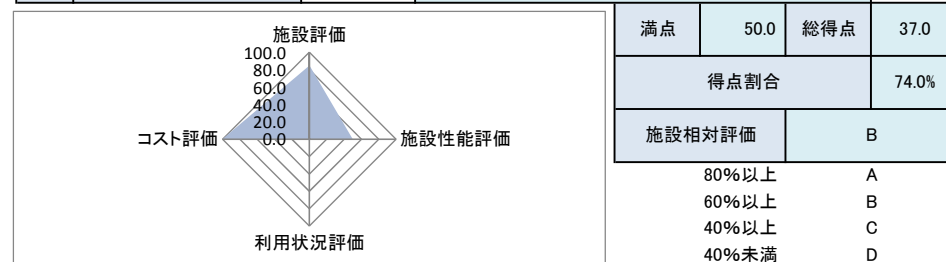 施設評価
100.0
80.0
60.0
40.0
20.0
0.0
コスト評価
施設性能評価
利用状況評価
満点 50.0 総得点 37.0
得点割合 74.0%
施設相対評価 B
80%以上 A
60%以上 B
40%以上 C
40%未満 D